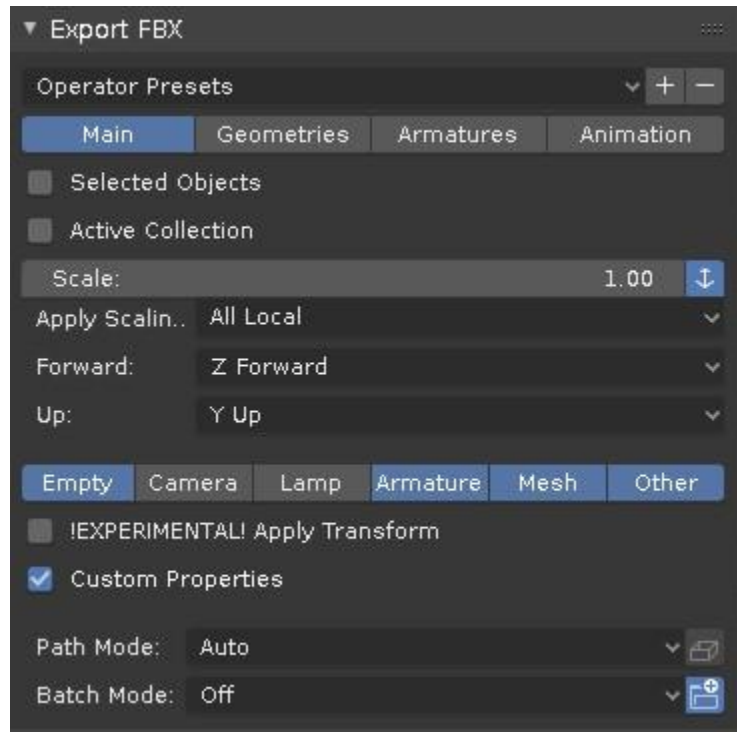 Export FBX
Operator Presets
Main Geometries Armatures Animation
Selected Objects
Active Collection
Scale: 1.00
Apply Scalin.. All Local
Forward: Z Forward
Up: Y Up
Empty Camera Lamp Armature Mesh Other
!EXPERIMENTAL! Apply Transform
Custom Properties
Path Mode: Auto
Batch Mode: Off